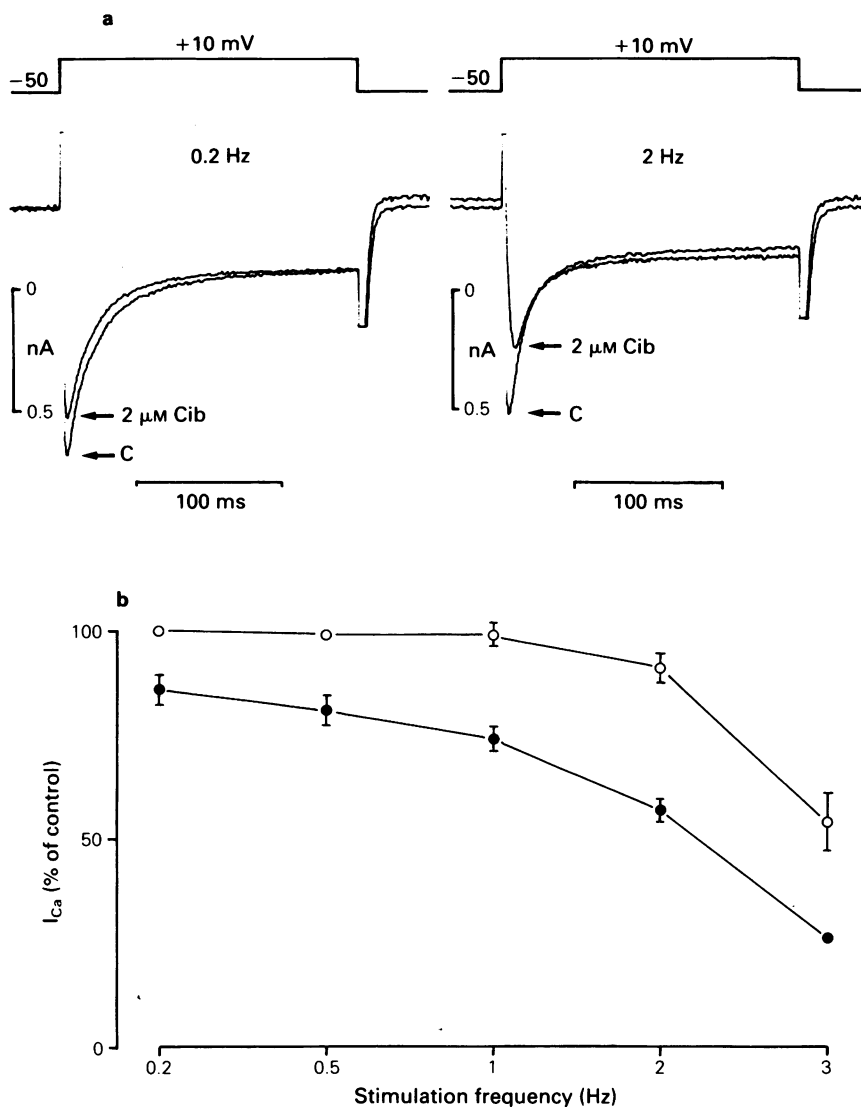 a
+10 mV
+10 mV
−50
−50
0.2 Hz
2 Hz
0
0
nA
nA
2 μM Cib
2 μM Cib
0.5
0.5
C
C
100 ms
100 ms
b
100
50
0
I_Ca (% of control)
0.2
0.5
1
2
3
Stimulation frequency (Hz)